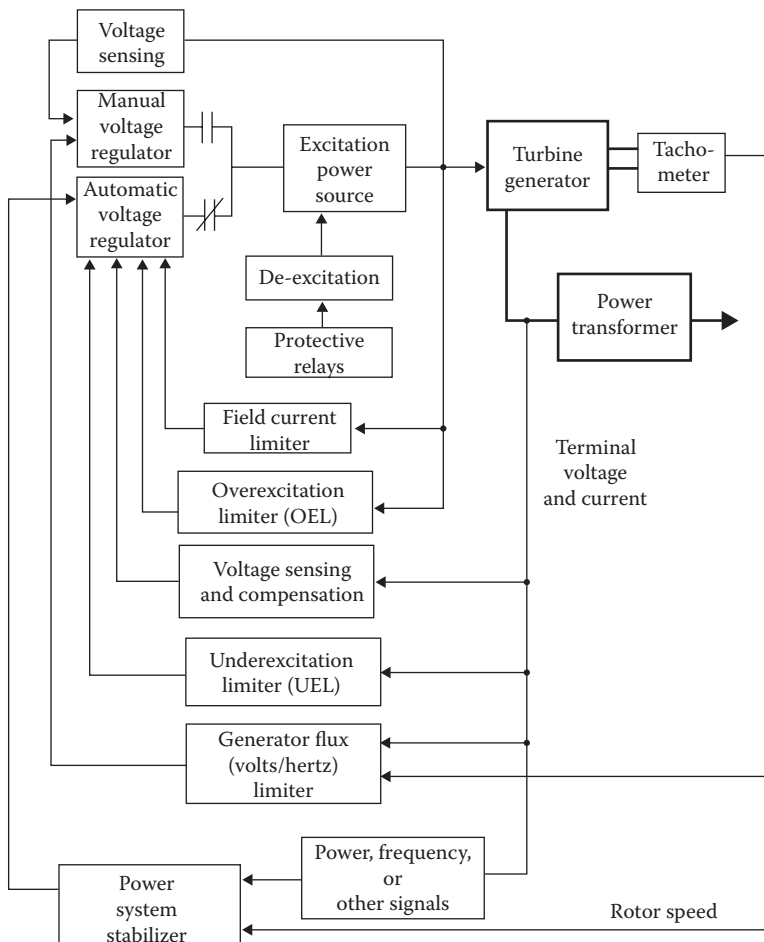 Voltage
sensing
Manual
voltage
regulator
Automatic
voltage
regulator
Excitation
power
source
Turbine
generator
Tacho-
meter
De-excitation
Protective
relays
Power
transformer
Field current
limiter
Terminal
voltage
and current
Overexcitation
limiter (OEL)
Voltage sensing
and compensation
Underexcitation
limiter (UEL)
Generator flux
(volts/hertz)
limiter
Power, frequency,
or
other signals
Power
system
stabilizer
Rotor speed